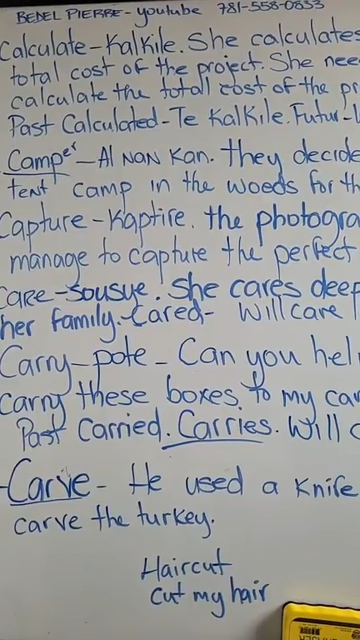 BEDEL PIERRE - youtube 781-558-0833
Calculate - Kalkile. She calculates
total cost of the project. She nee
calculate the totall cost of the pr
Past Calculated - Te Kalkile. Futur -
Camper - Al NAN Kan. They decide
tent camp in the woods for th
Capture - Kaptire. the photogra
manage to capture the perfect
CARE - Sousye. She cares deep
her family. - Cared - Will care
Carry - pote - Can you hel
carry these boxes to my ca
Past Carried. Carries. Will c
- Carve - He used a Knife
carve the turkey.
Haircut
cut my hair